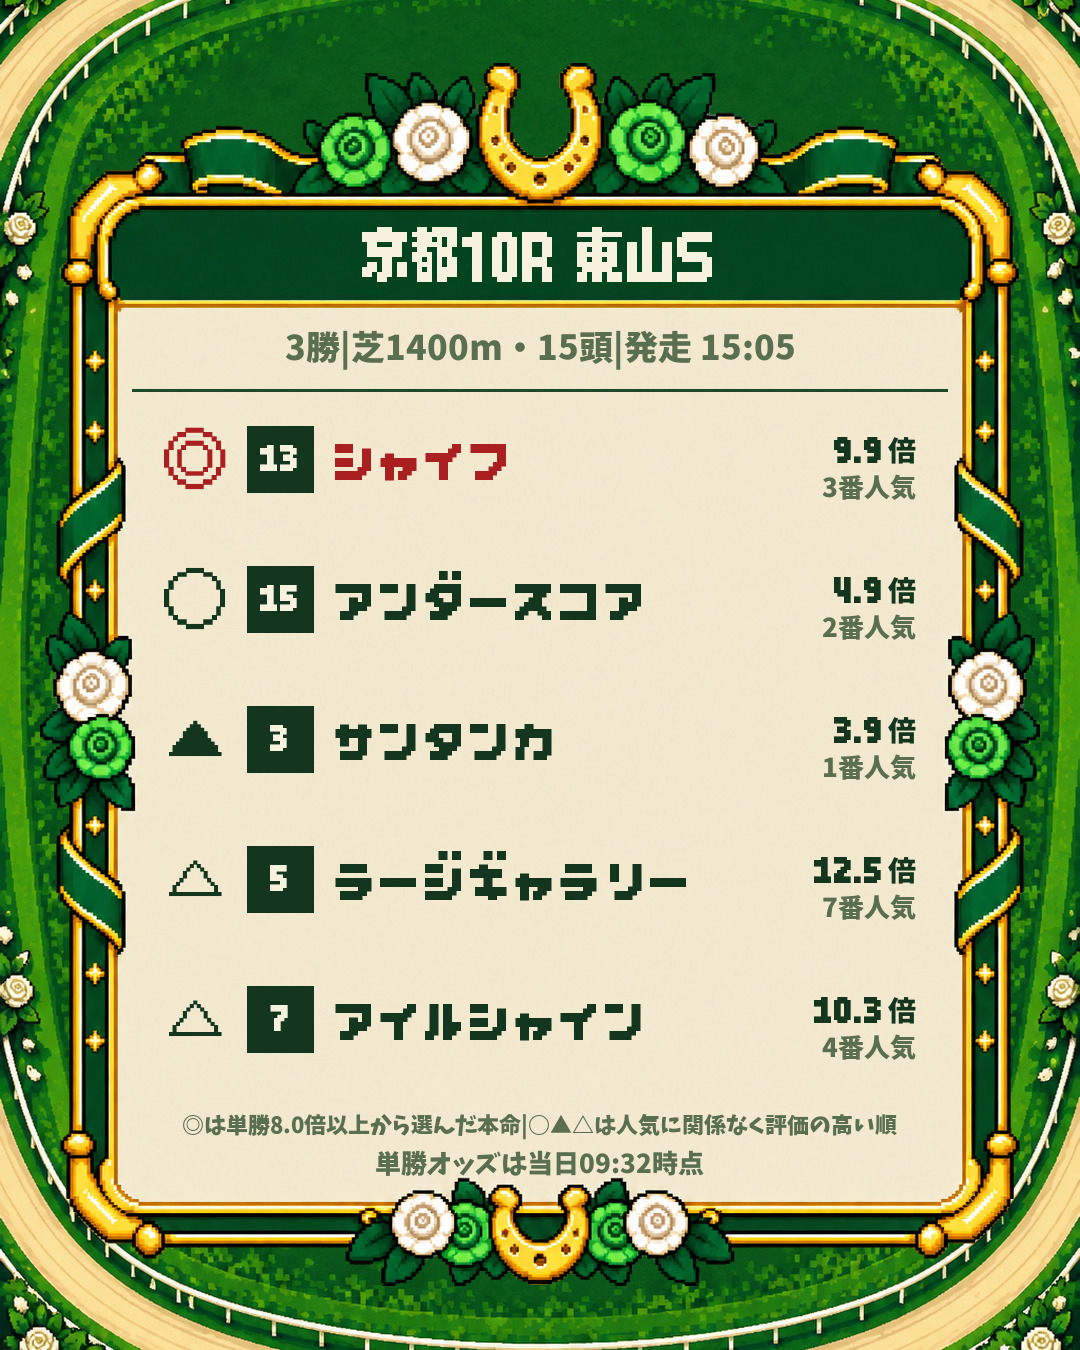 京都10R 東山S
3勝|芝1400m・15頭|発走 15:05
◎ 13 シャイフ 9.9倍
3番人気
○ 15 アンダースコア 4.9倍
2番人気
▲ 3 サンタンカ 3.9倍
1番人気
△ 5 ラージギャラリー 12.5倍
7番人気
△ 7 アイルシャイン 10.3倍
4番人気
◎は単勝8.0倍以上から選んだ本命|○▲△は人気に関係なく評価の高い順
単勝オッズは当日09:32時点